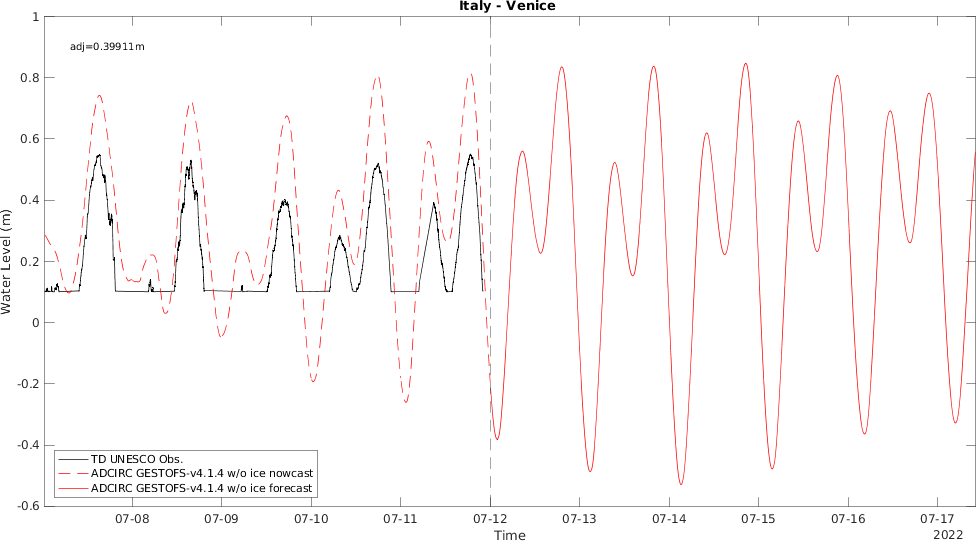 Italy - Venice
adj=0.39911m
Water Level (m)
1
0.8
0.6
0.4
0.2
0
-0.2
-0.4
-0.6
TD UNESCO Obs.
ADCIRC GESTOFS-v4.1.4 w/o ice nowcast
ADCIRC GESTOFS-v4.1.4 w/o ice forecast
07-08 07-09 07-10 07-11 07-12 07-13 07-14 07-15 07-16 07-17
Time
2022